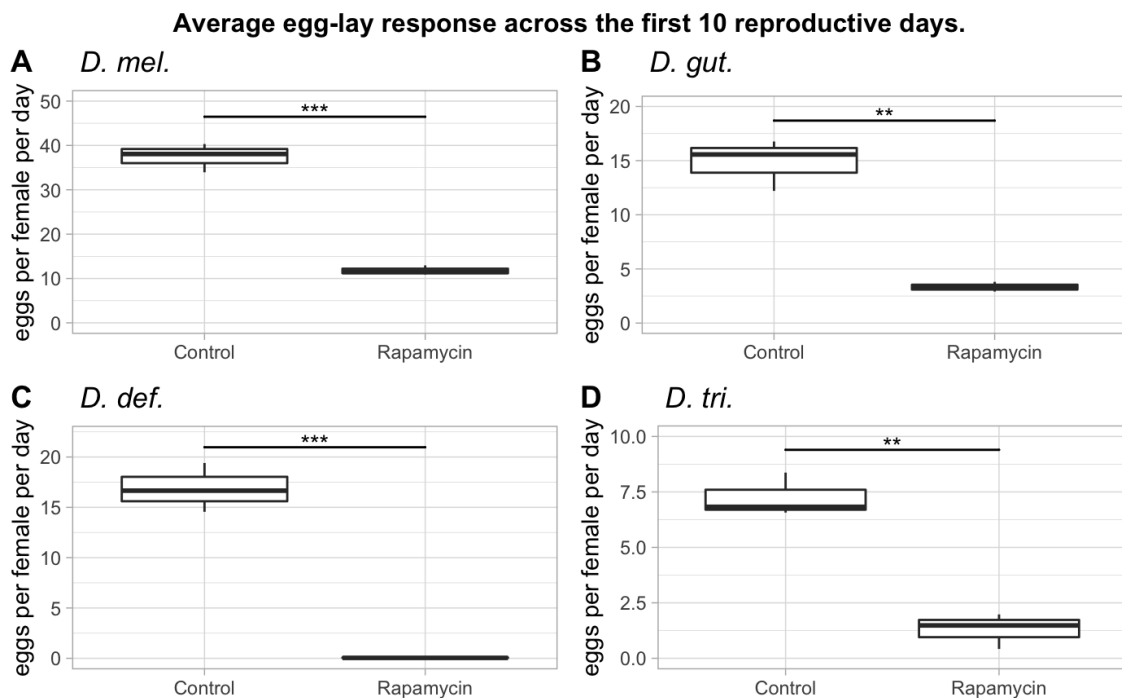 Average egg-lay response across the first 10 reproductive days.
A D. mel.
eggs per female per day
50
40
30
20
10
0
***
Control Rapamycin
B D. gut.
eggs per female per day
20
15
10
5
0
**
Control Rapamycin
C D. def.
eggs per female per day
20
15
10
5
0
***
Control Rapamycin
D D. tri.
eggs per female per day
10.0
7.5
5.0
2.5
0.0
**
Control Rapamycin